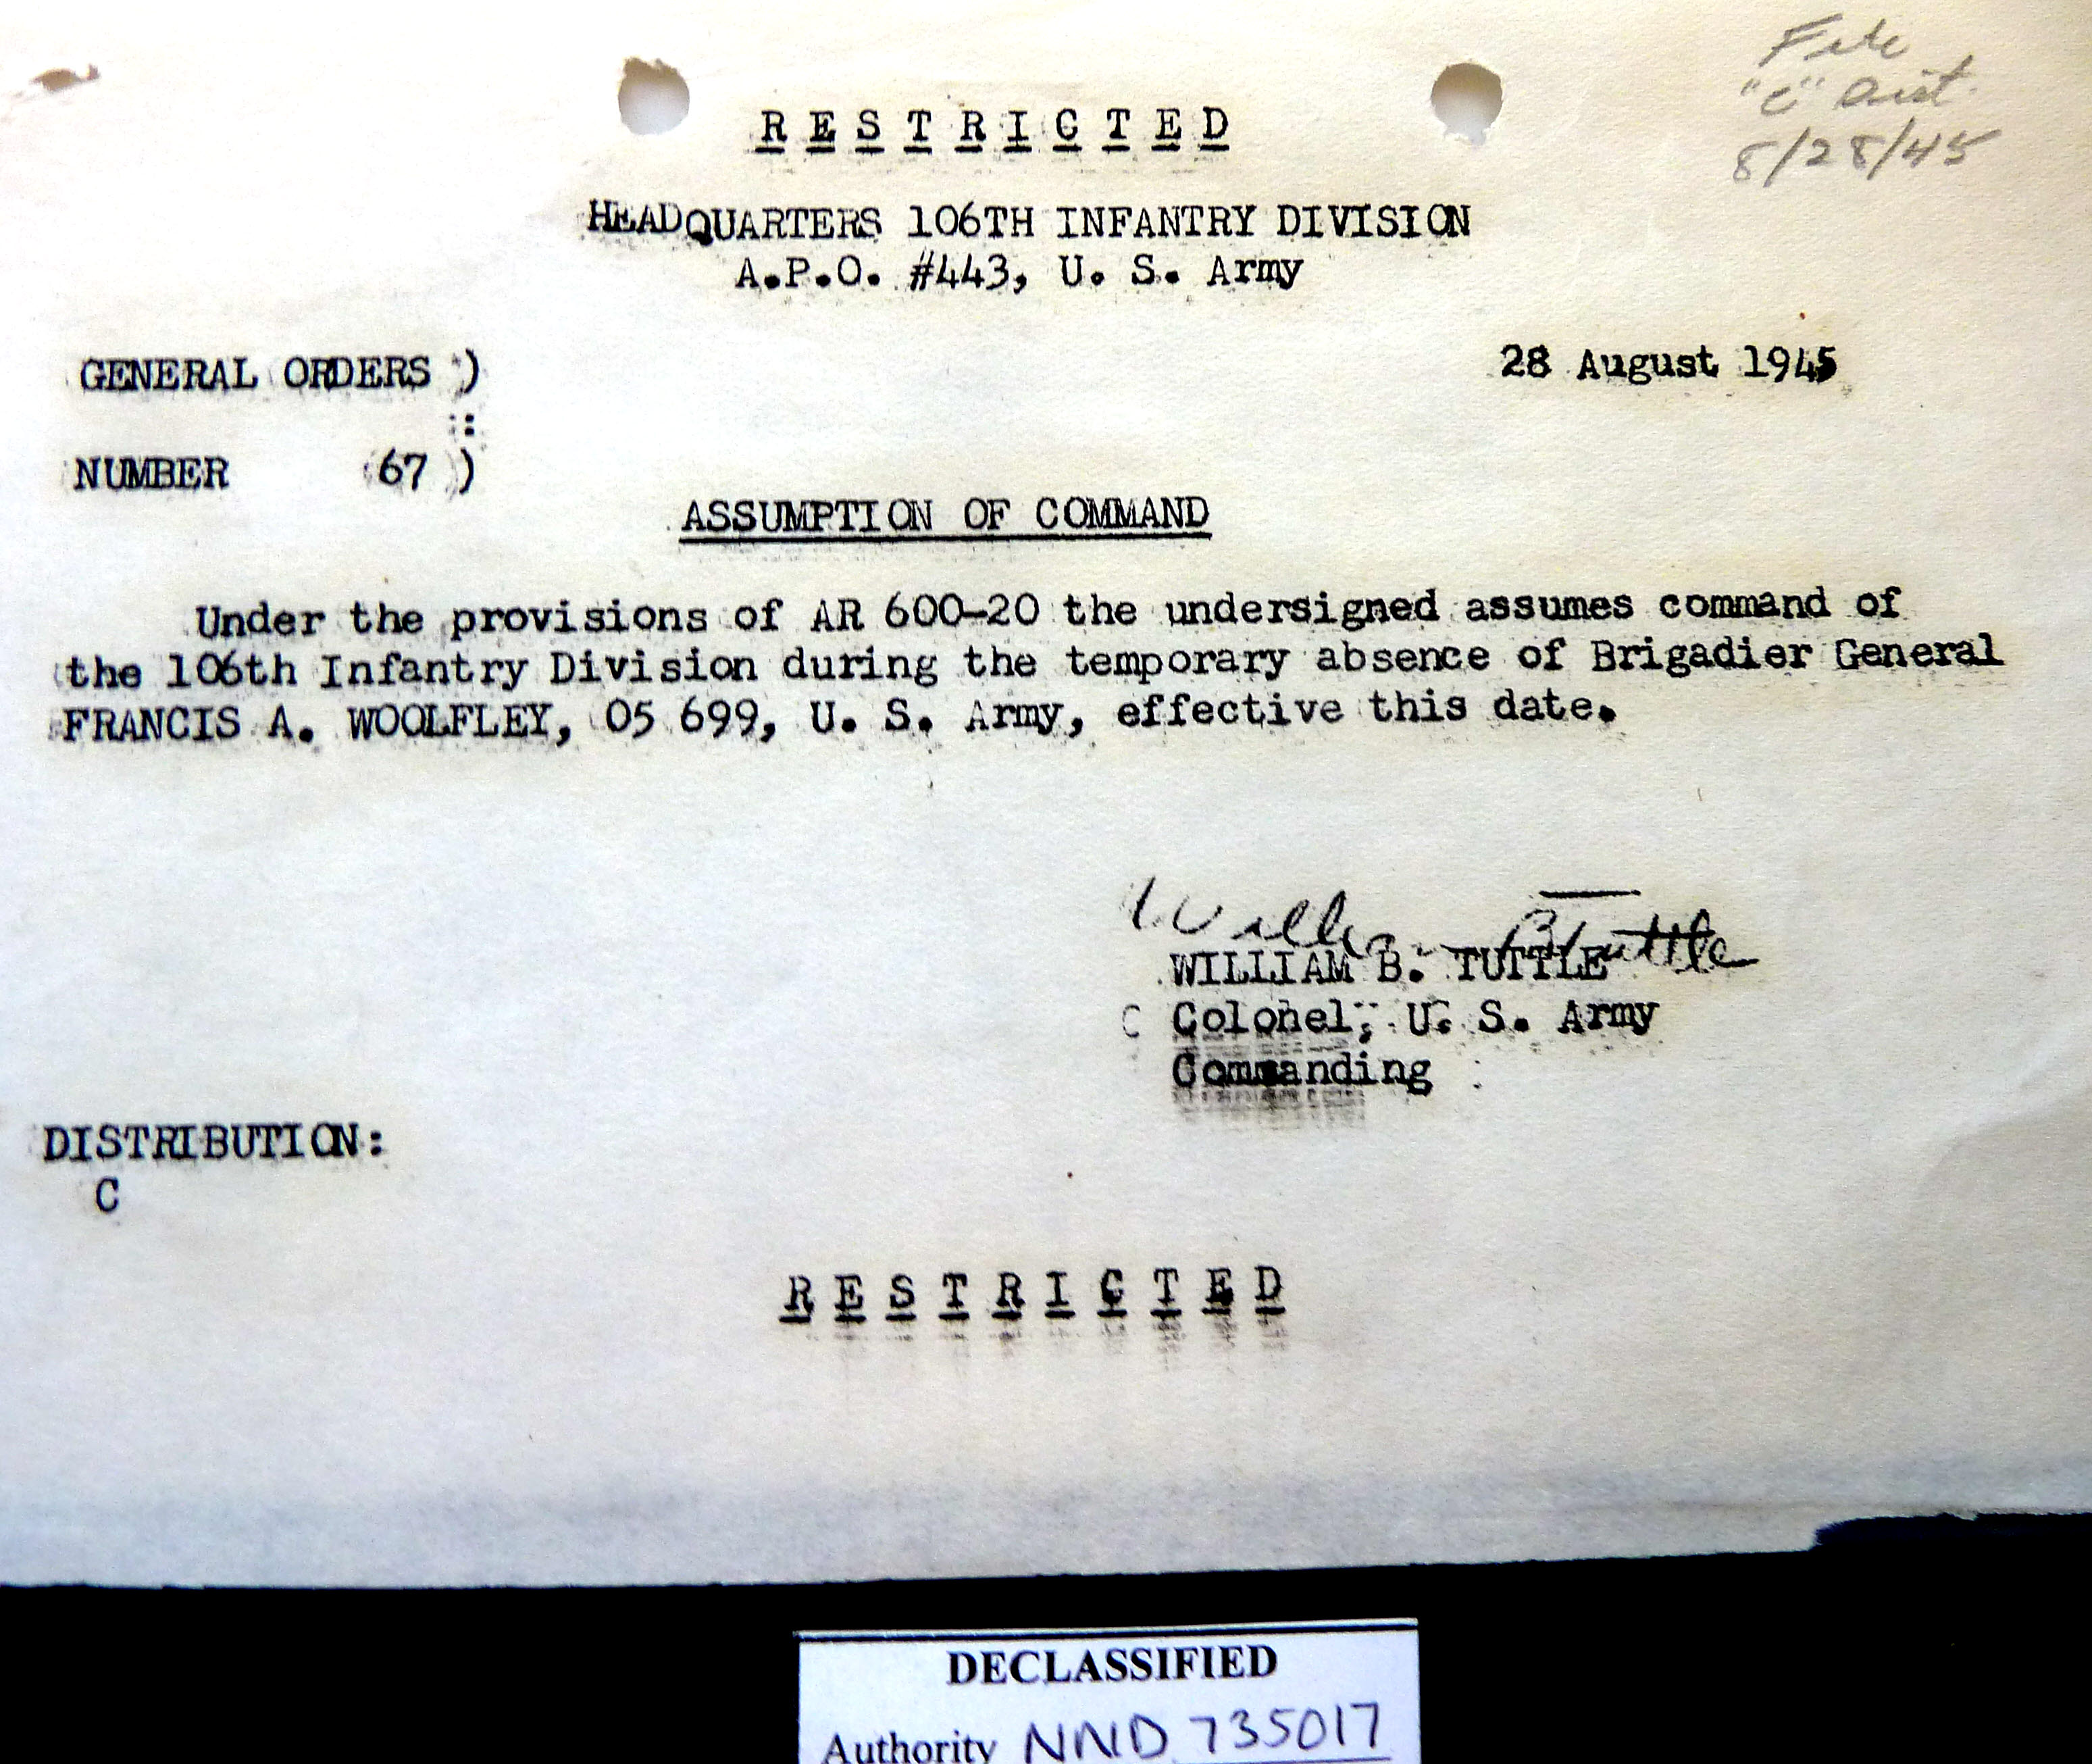 File
"C" Dist.
8/28/45
R E S T R I C T E D
HEADQUARTERS 106TH INFANTRY DIVISION
A.P.O. #443, U. S. Army
GENERAL ORDERS ) 28 August 1945
:
NUMBER 67 )
ASSUMPTION OF COMMAND
Under the provisions of AR 600-20 the undersigned assumes command of
the 106th Infantry Division during the temporary absence of Brigadier General
FRANCIS A. WOOLFLEY, O5 699, U. S. Army, effective this date.
William B Tuttle
WILLIAM B. TUTTLE
Colonel, U. S. Army
Commanding
DISTRIBUTION:
C
R E S T R I C T E D
DECLASSIFIED
Authority NND 735017